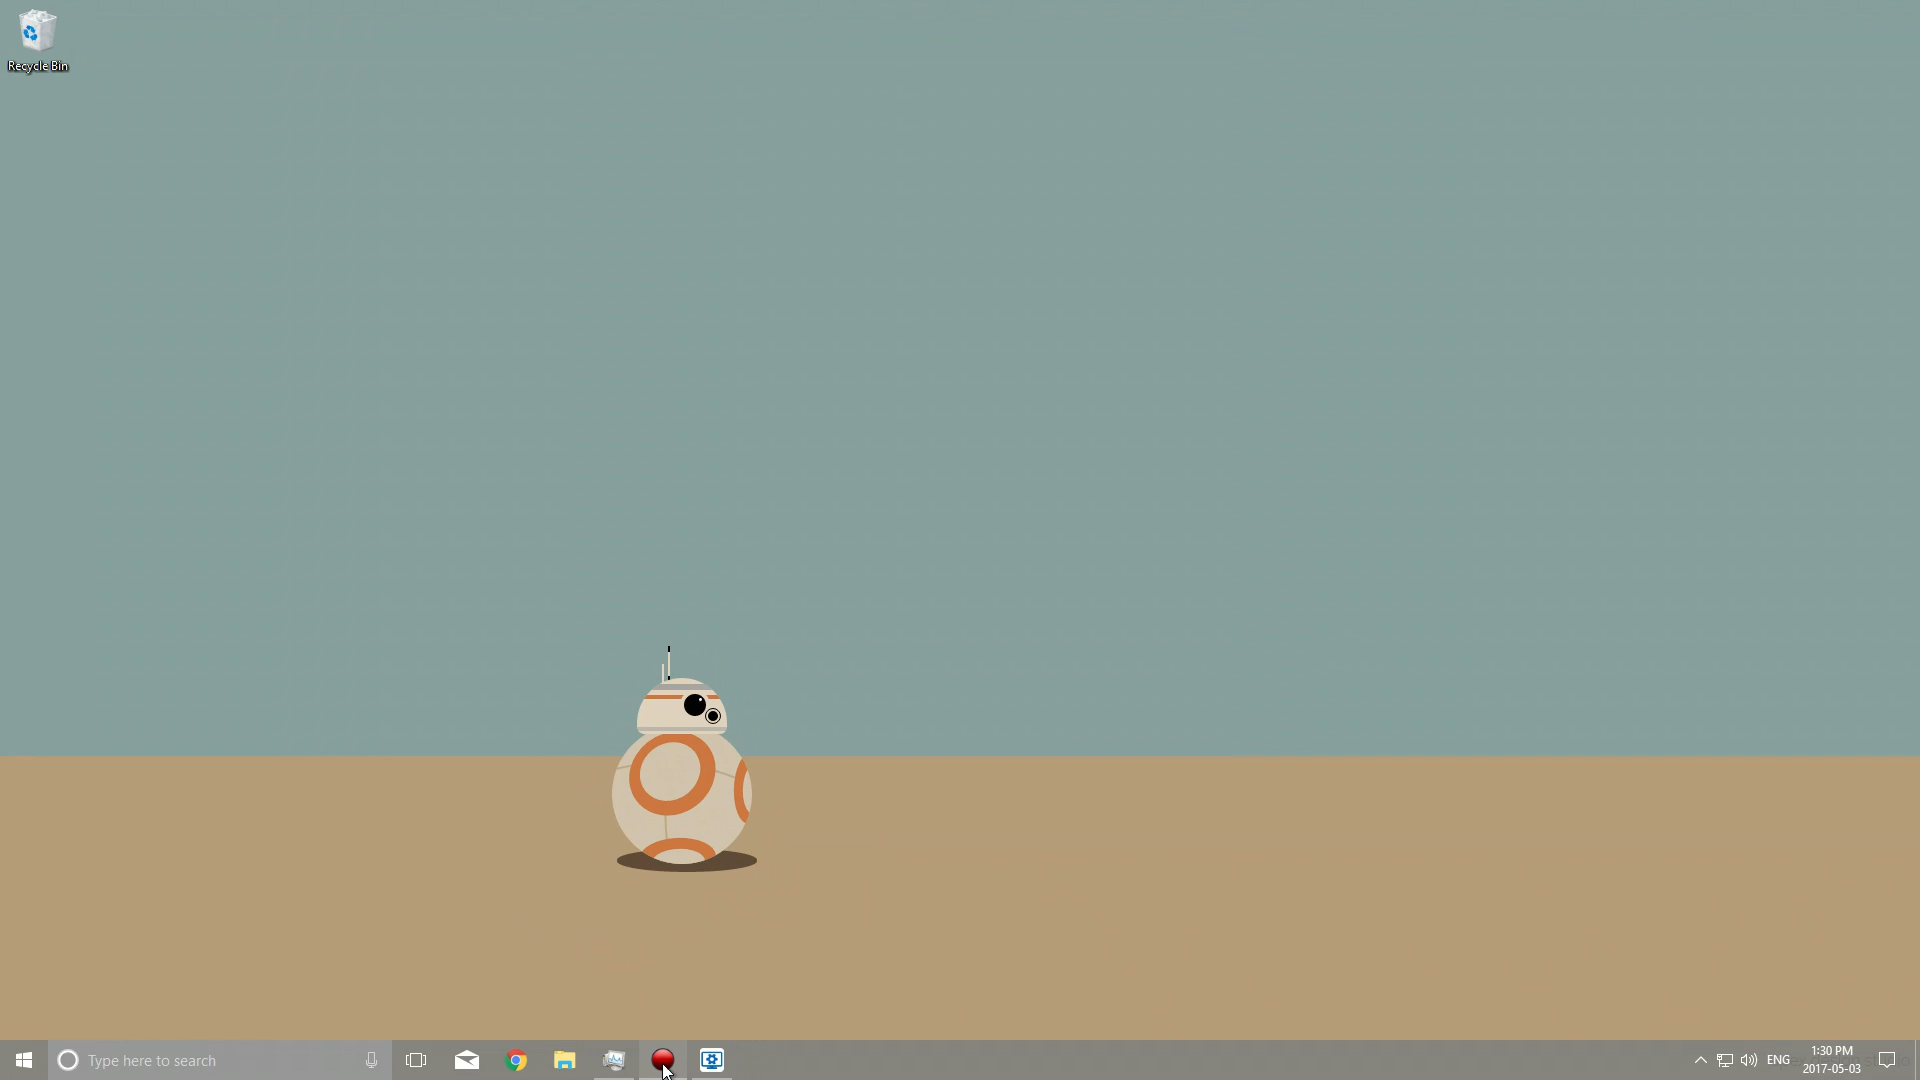 Recycle Bin
Type here to search
ENG
1:30 PM
2017-05-03